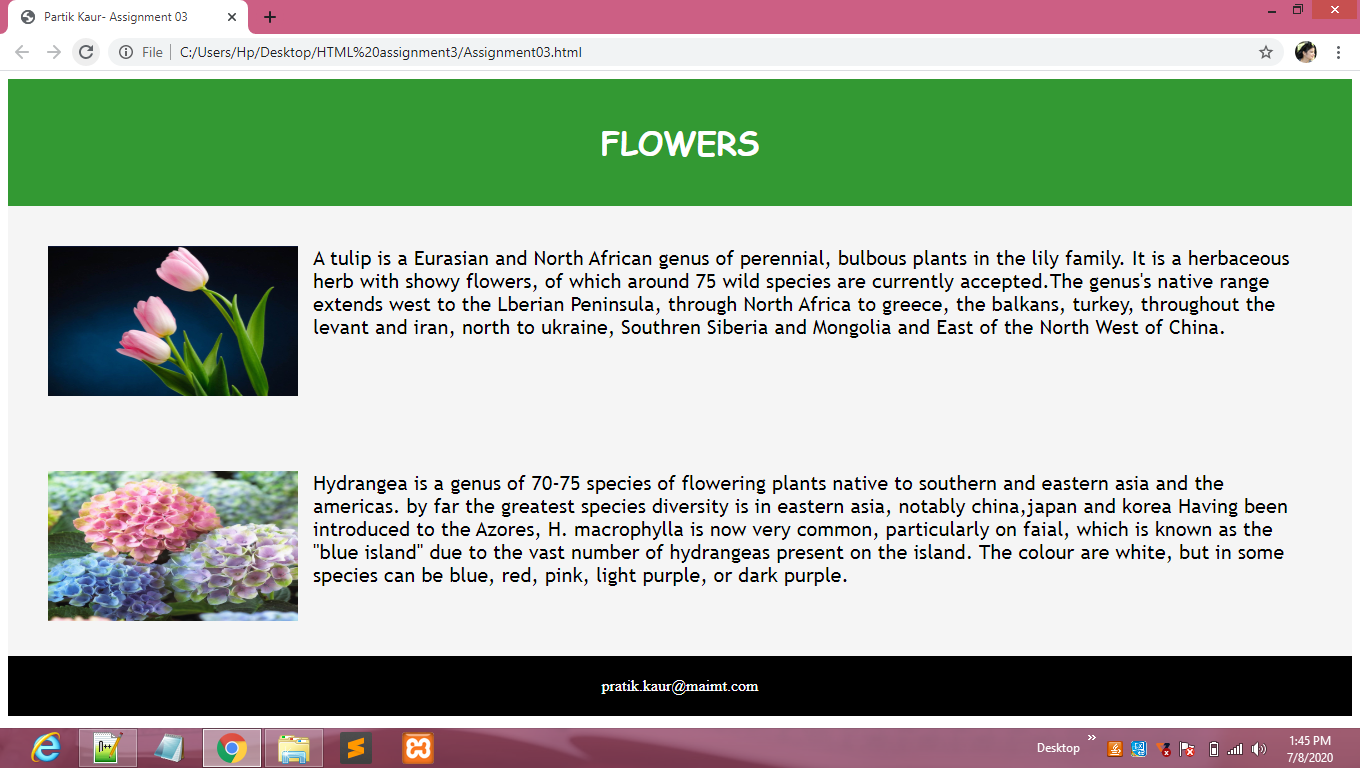 Partik Kaur- Assignment 03
File
C:/Users/Hp/Desktop/HTML%20assignment3/Assignment03.html
FLOWERS
A tulip is a Eurasian and North African genus of perennial, bulbous plants in the lily family. It is a herbaceous
herb with showy flowers, of which around 75 wild species are currently accepted.The genus's native range
extends west to the Lberian Peninsula, through North Africa to greece, the balkans, turkey, throughout the
levant and iran, north to ukraine, Southren Siberia and Mongolia and East of the North West of China.
Hydrangea is a genus of 70-75 species of flowering plants native to southern and eastern asia and the
americas. by far the greatest species diversity is in eastern asia, notably china,japan and korea Having been
introduced to the Azores, H. macrophylla is now very common, particularly on faial, which is known as the
"blue island" due to the vast number of hydrangeas present on the island. The colour are white, but in some
species can be blue, red, pink, light purple, or dark purple.
pratik.kaur@maimt.com
Desktop
1:45 PM
7/8/2020